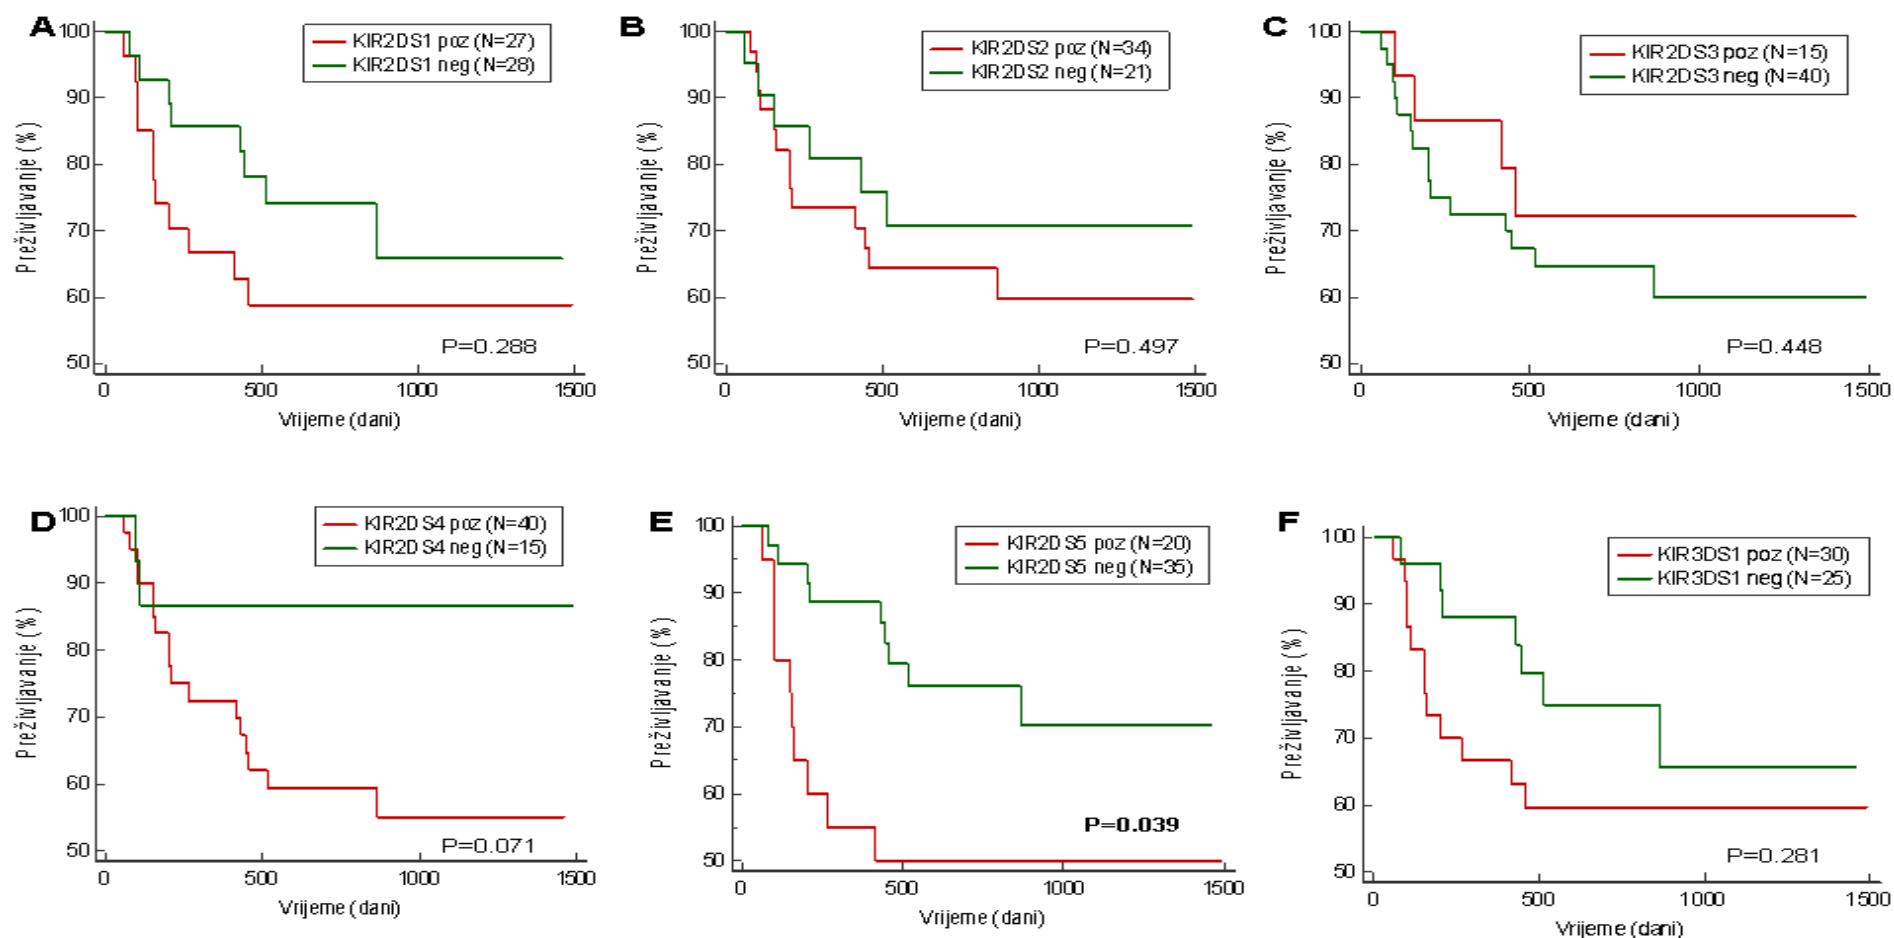 A
KIR2DS1 poz (N=27)
KIR2DS1 neg (N=28)
Preživljavanje (%)
100
90
80
70
60
50
P=0.288
0 500 1000 1500
Vrijeme (dani)
B
KIR2DS2 poz (N=34)
KIR2DS2 neg (N=21)
Preživljavanje (%)
100
90
80
70
60
50
P=0.497
0 500 1000 1500
Vrijeme (dani)
C
KIR2DS3 poz (N=15)
KIR2DS3 neg (N=40)
Preživljavanje (%)
100
90
80
70
60
50
P=0.448
0 500 1000 1500
Vrijeme (dani)
D
KIR2DS4 poz (N=40)
KIR2DS4 neg (N=15)
Preživljavanje (%)
100
90
80
70
60
50
P=0.071
0 500 1000 1500
Vrijeme (dani)
E
KIR2DS5 poz (N=20)
KIR2DS5 neg (N=35)
Preživljavanje (%)
100
90
80
70
60
50
P=0.039
0 500 1000 1500
Vrijeme (dani)
F
KIR3DS1 poz (N=30)
KIR3DS1 neg (N=25)
Preživljavanje (%)
100
90
80
70
60
50
P=0.281
0 500 1000 1500
Vrijeme (dani)